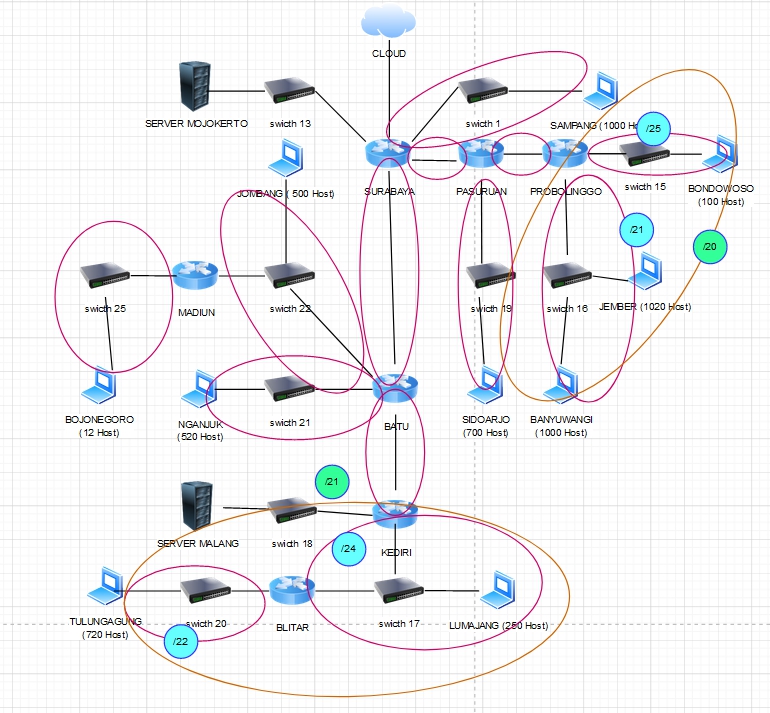 CLOUD
SERVER MOJOKERTO
swicth 13
swicth 1
SAMPANG (1000 Ho
/25
JOMBANG ( 500 Host)
SURABAYA
PASURUAN
PROBOLINGGO
swicth 15
BONDOWOSO
(100 Host)
/21
/20
swicth 25
MADIUN
swicth 22
swicth 19
swicth 16
JEMBER (1020 Host)
BOJONEGORO
(12 Host)
NGANJUK
(520 Host)
swicth 21
BATU
SIDOARJO
(700 Host)
BANYUWANGI
(1000 Host)
/21
SERVER MALANG
swicth 18
/24
KEDIRI
TULUNGAGUNG
(720 Host)
swicth 20
/22
BLITAR
swicth 17
LUMAJANG (250 Host)